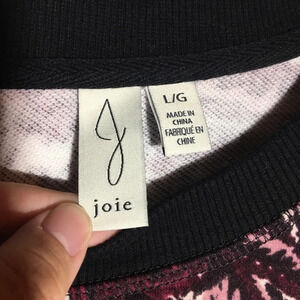 J
joie
L/G
MADE IN
CHINA
FABRIQUÉ EN
CHINE